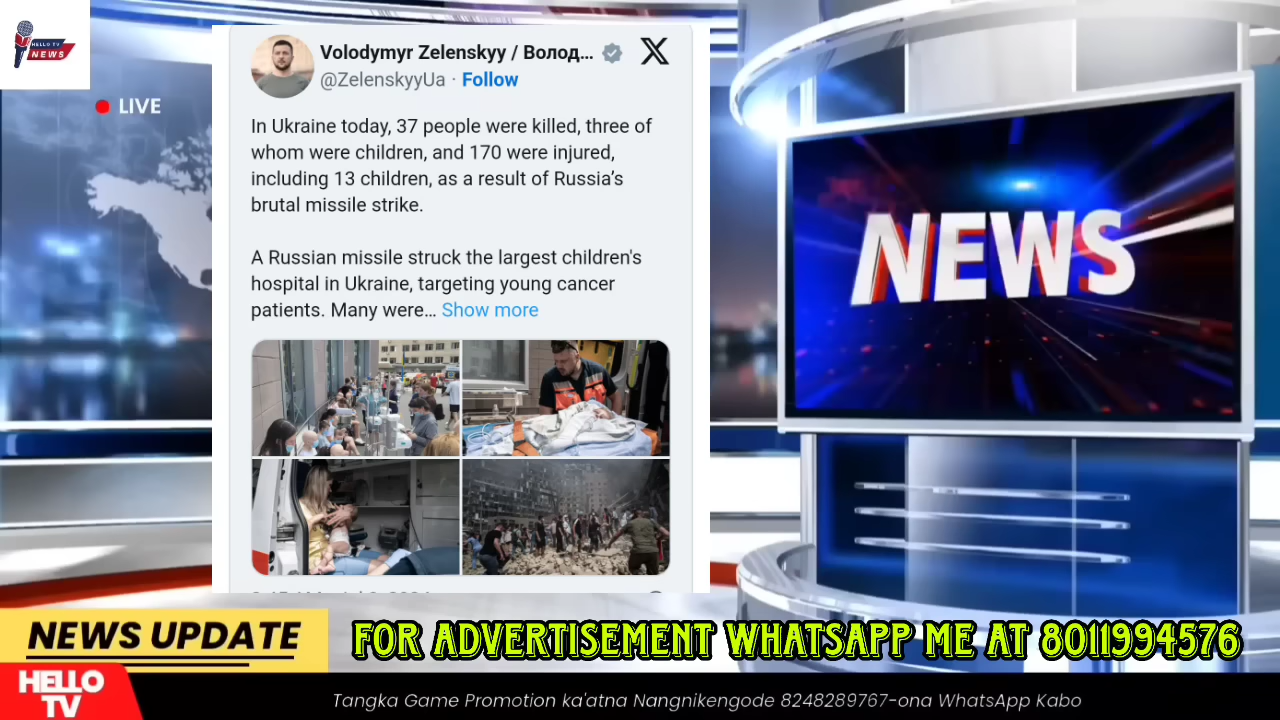 HELLO TV
NEWS
LIVE
Volodymyr Zelenskyy / Волод...
@ZelenskyyUa · Follow
In Ukraine today, 37 people were killed, three of
whom were children, and 170 were injured,
including 13 children, as a result of Russia’s
brutal missile strike.
A Russian missile struck the largest children's
hospital in Ukraine, targeting young cancer
patients. Many were… Show more
NEWS
NEWS UPDATE
FOR ADVERTISEMENT WHATSAPP ME AT 8011994576
HELLO
TV
Tangka Game Promotion ka'atna Nangnikengode 8248289767-ona WhatsApp Kabo